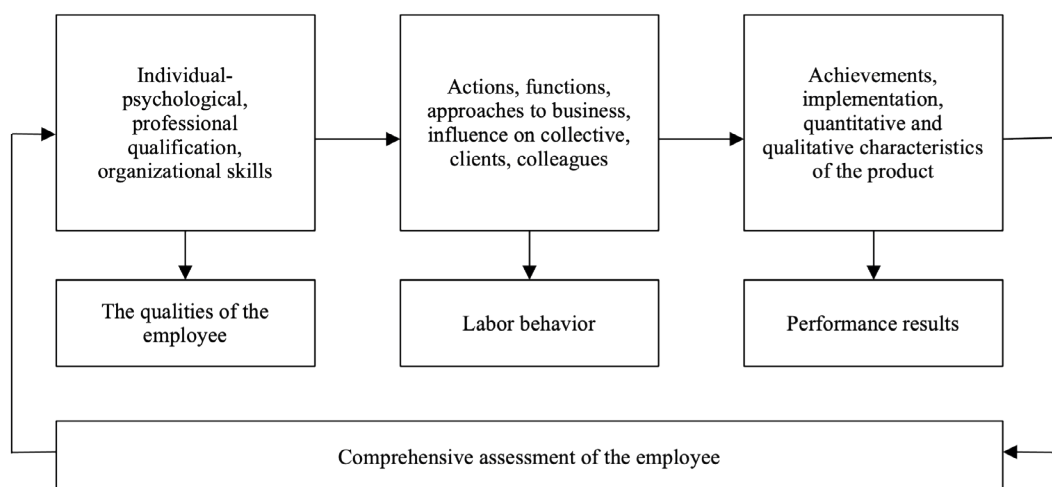 Individual-
psychological,
professional
qualification,
organizational skills
Actions, functions,
approaches to business,
influence on collective,
clients, colleagues
Achievements,
implementation,
quantitative and
qualitative characteristics
of the product
The qualities of the
employee
Labor behavior
Performance results
Comprehensive assessment of the employee